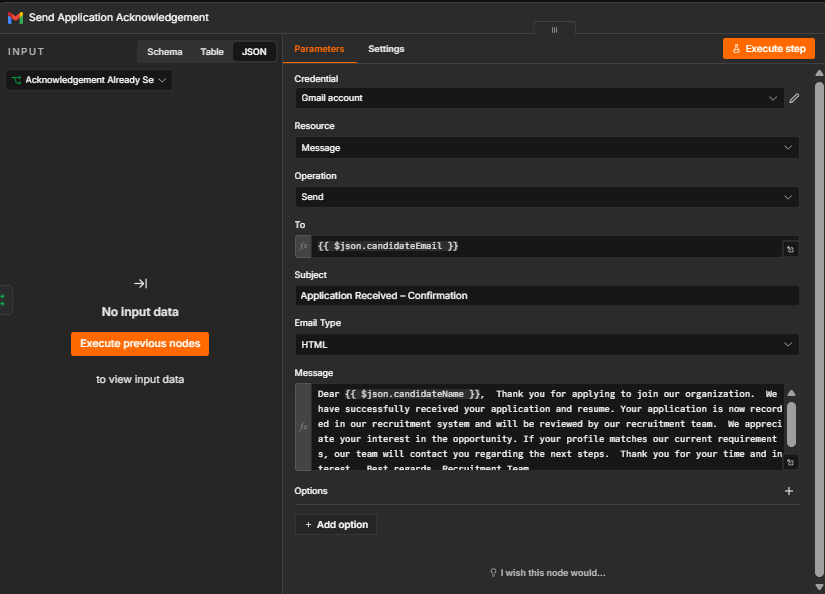 Send Application Acknowledgement
INPUT
Schema
Table
JSON
Acknowledgement Already Se
No input data
Execute previous nodes
to view input data
Parameters
Settings
Execute step
Credential
Gmail account
Resource
Message
Operation
Send
To
fx
{{ $json.candidateEmail }}
Subject
Application Received – Confirmation
Email Type
HTML
Message
fx
Dear {{ $json.candidateName }},  Thank you for applying to join our organization.  We
have successfully received your application and resume. Your application is now record
ed in our recruitment system and will be reviewed by our recruitment team.  We appreci
ate your interest in the opportunity. If your profile matches our current requirement
s, our team will contact you regarding the next steps.  Thank you for your time and in
terest.  Best regards, Recruitment Team
Options
+ Add option
I wish this node would...